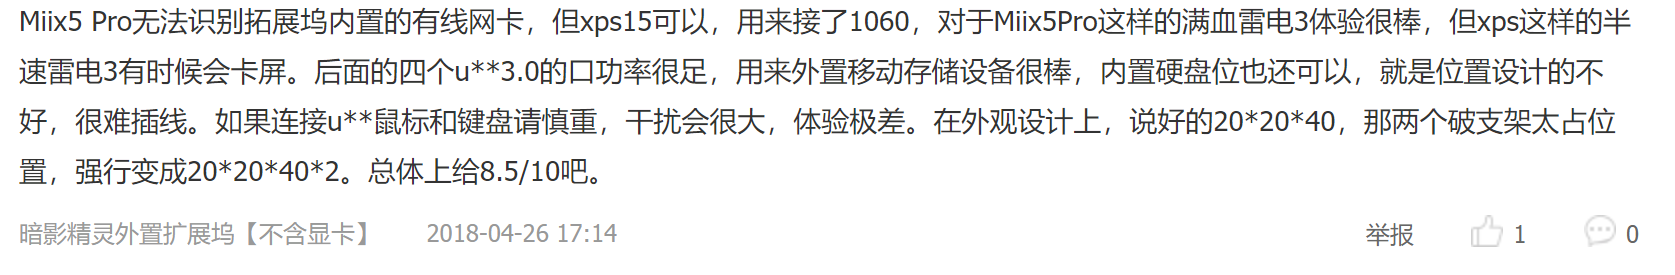 Miix5 Pro无法识别拓展坞内置的有线网卡，但xps15可以，用来接了1060，对于Miix5Pro这样的满血雷电3体验很棒，但xps这样的半
速雷电3有时候会卡屏。后面的四个u**3.0的口功率很足，用来外置移动存储设备很棒，内置硬盘位也还可以，就是位置设计的不
好，很难插线。如果连接u**鼠标和键盘请慎重，干扰会很大，体验极差。在外观设计上，说好的20*20*40，那两个破支架太占位
置，强行变成20*20*40*2。总体上给8.5/10吧。
暗影精灵外置扩展坞【不含显卡】 2018-04-26 17:14 举报 1 0